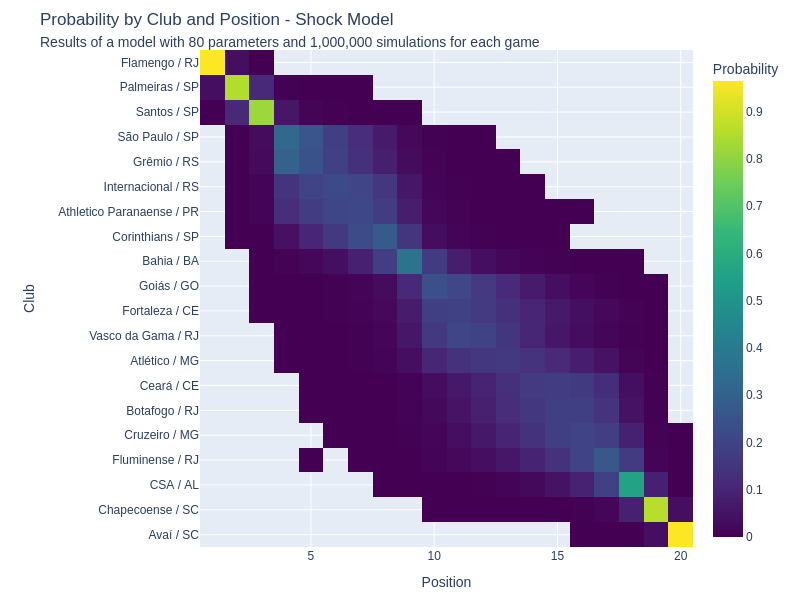 Probability by Club and Position - Shock Model
Results of a model with 80 parameters and 1,000,000 simulations for each game
Probability
Club
Flamengo / RJ
Palmeiras / SP
Santos / SP
São Paulo / SP
Grêmio / RS
Internacional / RS
Athletico Paranaense / PR
Corinthians / SP
Bahia / BA
Goiás / GO
Fortaleza / CE
Vasco da Gama / RJ
Atlético / MG
Ceará / CE
Botafogo / RJ
Cruzeiro / MG
Fluminense / RJ
CSA / AL
Chapecoense / SC
Avaí / SC
0.9
0.8
0.7
0.6
0.5
0.4
0.3
0.2
0.1
0
5 10 15 20
Position